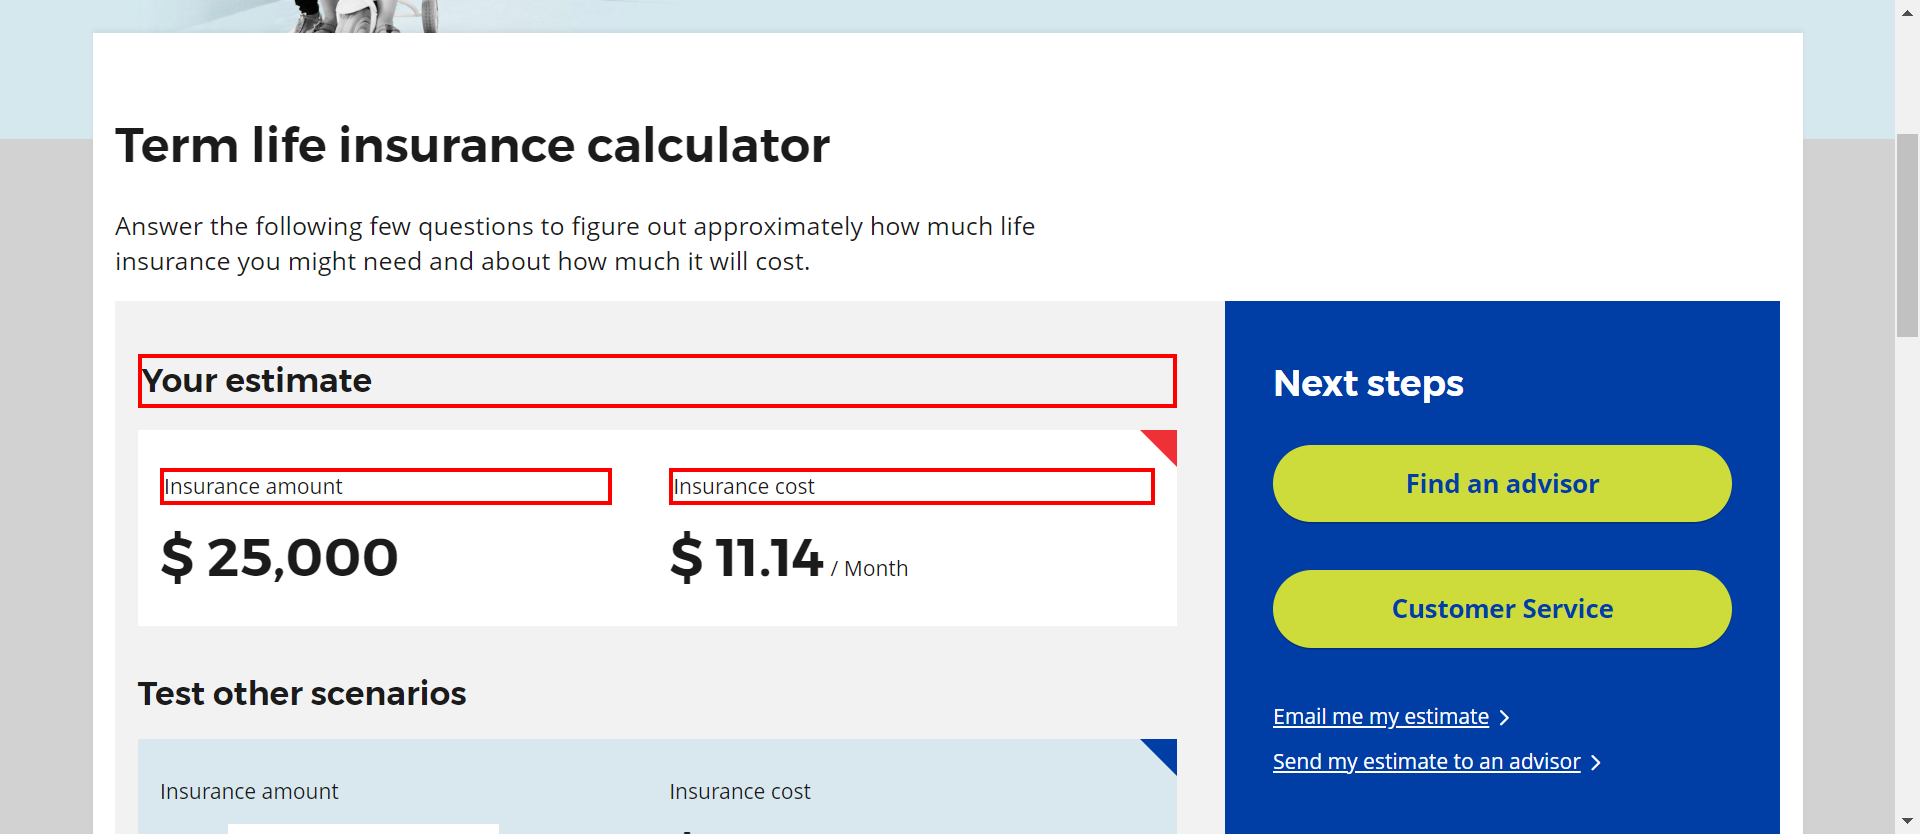 Term life insurance calculator
Answer the following few questions to figure out approximately how much life
insurance you might need and about how much it will cost.
Your estimate
Insurance amount
$ 25,000
Insurance cost
$ 11.14 / Month
Test other scenarios
Insurance amount
Insurance cost
Next steps
Find an advisor
Customer Service
Email me my estimate
Send my estimate to an advisor